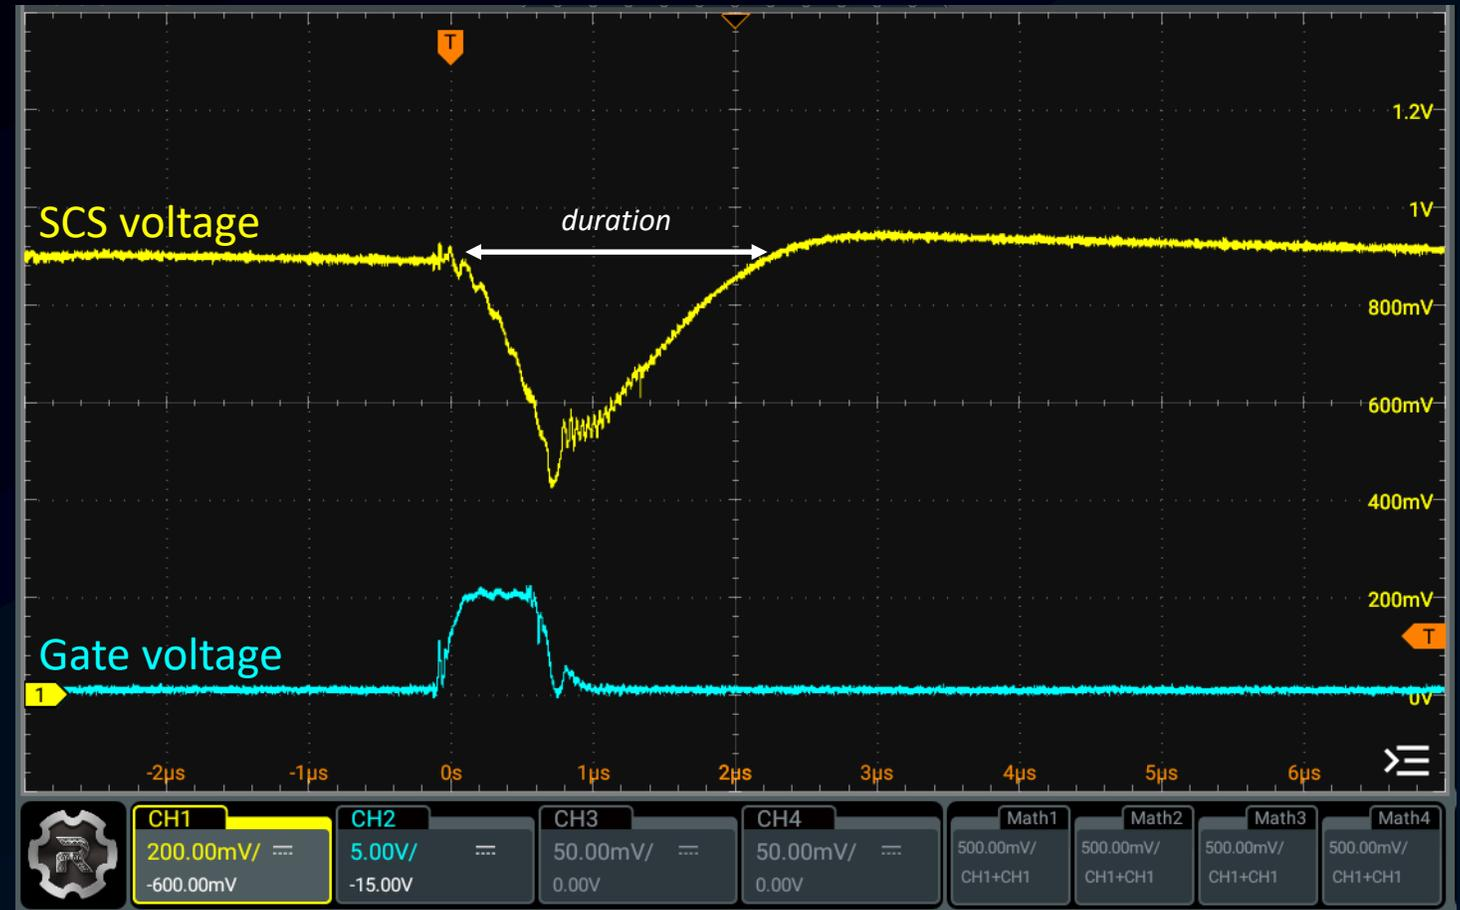 T
1.2V
1V
SCS voltage
duration
800mV
600mV
400mV
200mV
T
Gate voltage
1
0V
-2µs -1µs 0s 1µs 2µs 3µs 4µs 5µs 6µs
CH1 CH2 CH3 CH4 Math1 Math2 Math3 Math4
200.00mV/ 5.00V/ 50.00mV/ 50.00mV/ 500.00mV/ 500.00mV/ 500.00mV/ 500.00mV/
-600.00mV -15.00V 0.00V 0.00V CH1+CH1 CH1+CH1 CH1+CH1 CH1+CH1
R